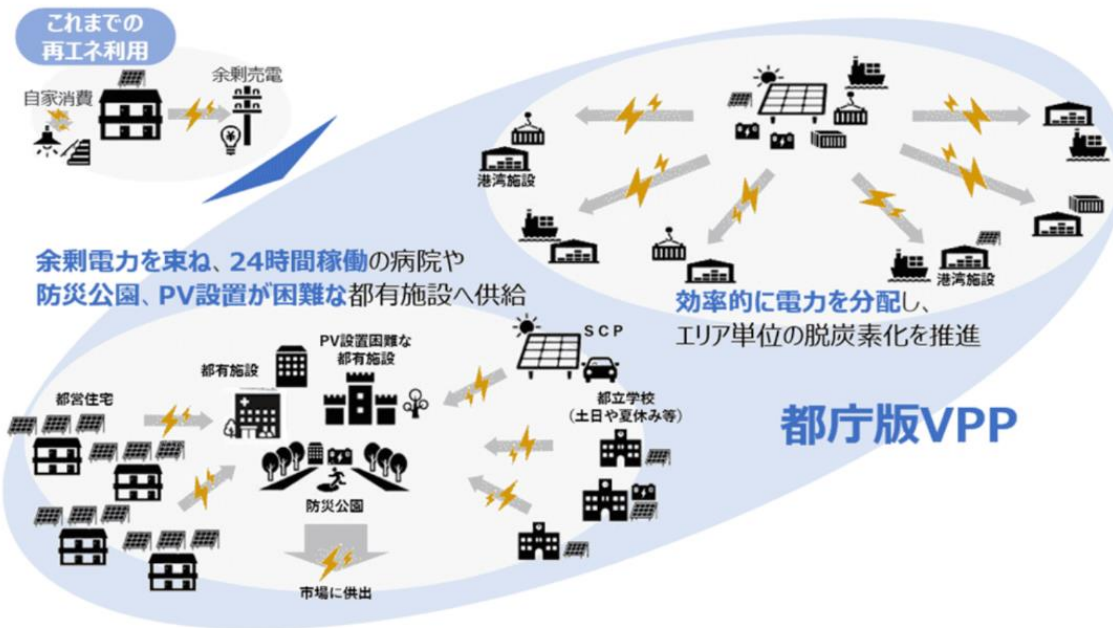 これまでの
再エネ利用
自家消費
余剰売電
港湾施設
港湾施設
効率的に電力を分配し、
エリア単位の脱炭素化を推進
余剰電力を束ね、24時間稼働の病院や
防災公園、PV設置が困難な都有施設へ供給
都営住宅
都有施設
PV設置困難な
都有施設
SCP
都立学校
(土日や夏休み等)
防災公園
市場に供出
都庁版VPP